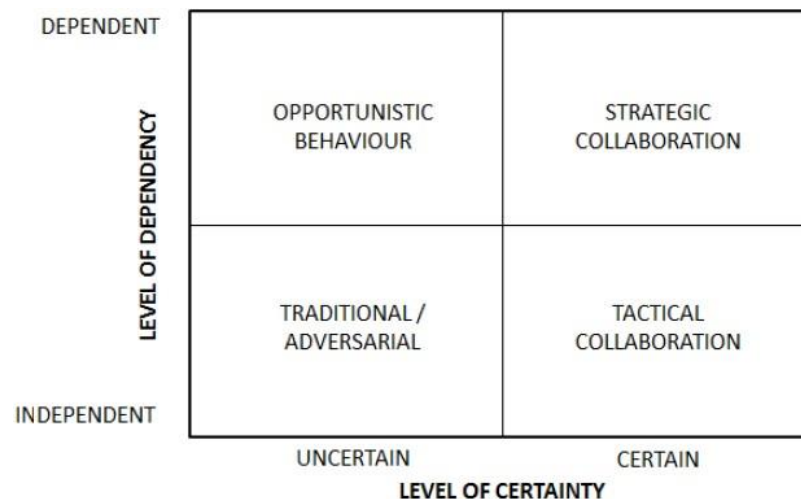 DEPENDENT
OPPORTUNISTIC
BEHAVIOUR
STRATEGIC
COLLABORATION
LEVEL OF DEPENDENCY
TRADITIONAL /
ADVERSARIAL
TACTICAL
COLLABORATION
INDEPENDENT
UNCERTAIN
CERTAIN
LEVEL OF CERTAINTY